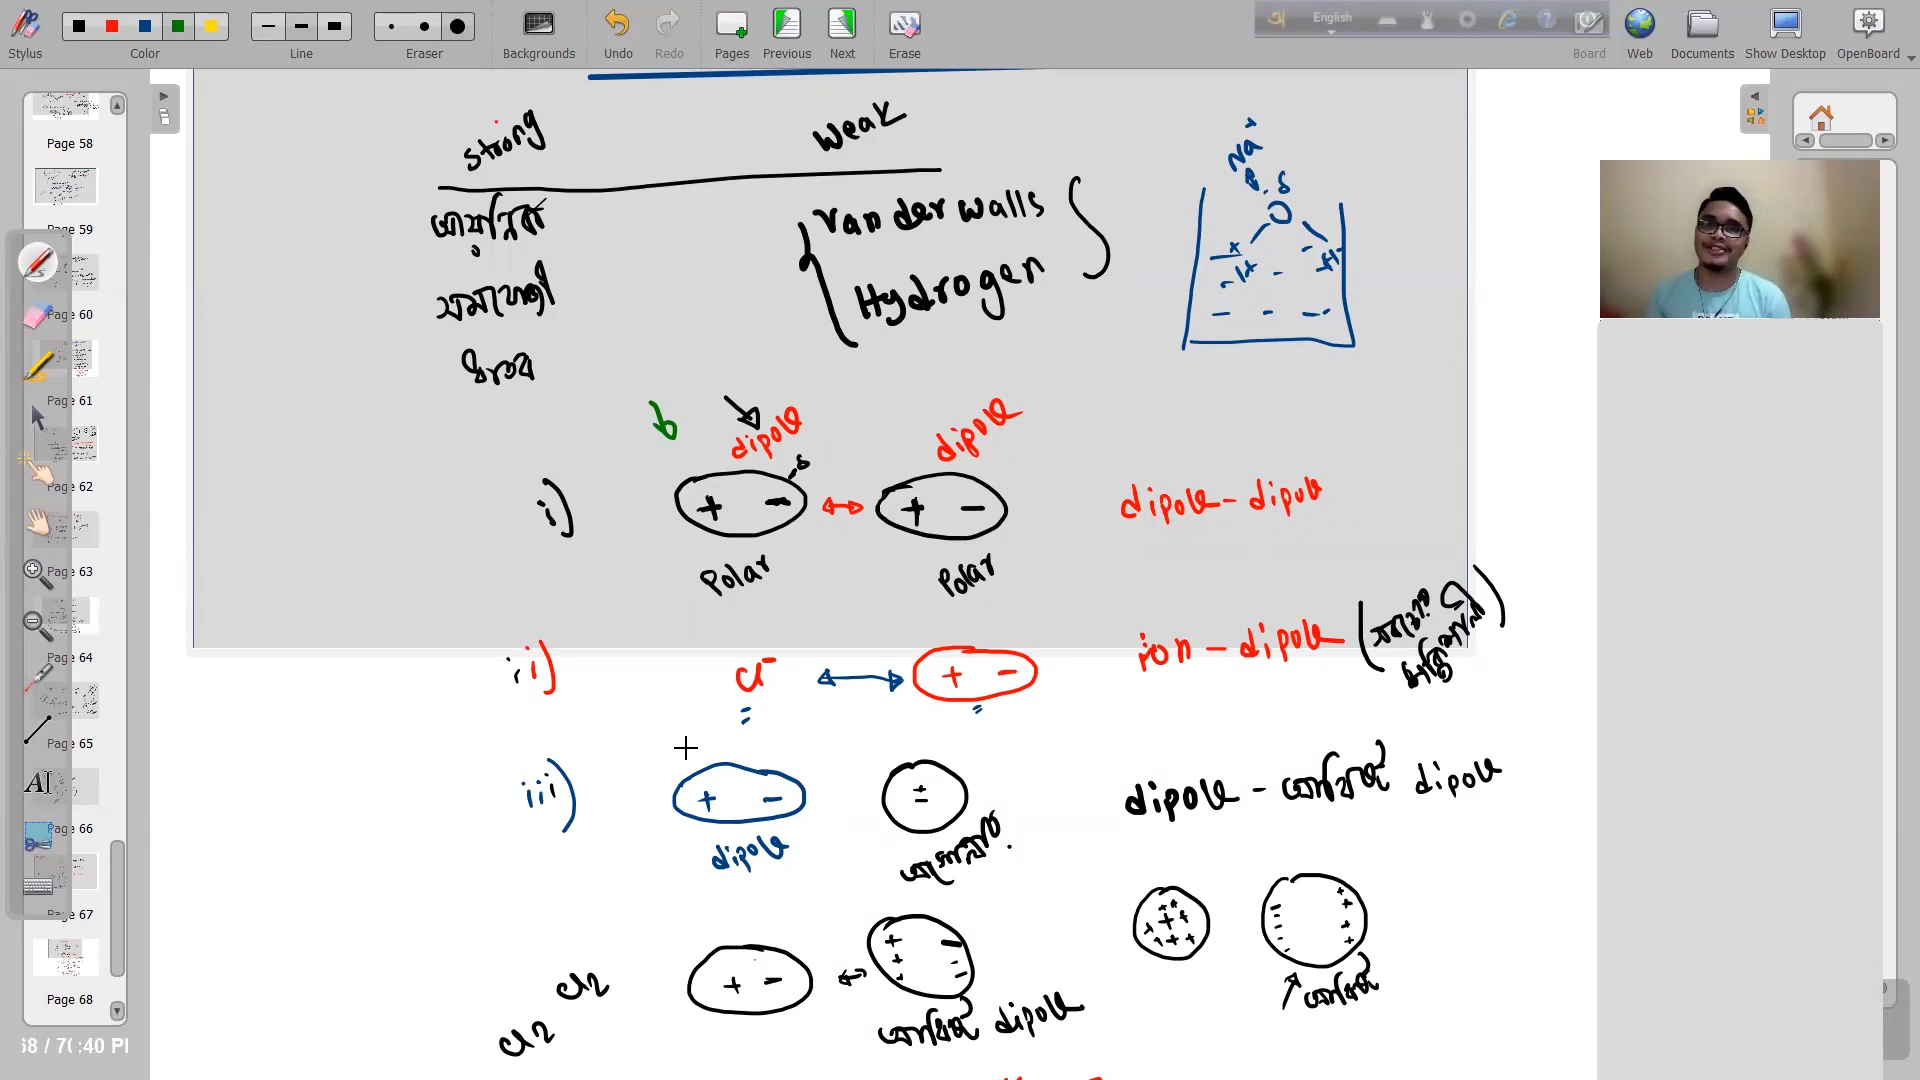 Stylus Color Line Eraser Backgrounds Undo Redo Pages Previous Next Erase
English Board Web Documents Show Desktop OpenBoard
Page 58
Page 59
Page 60
Page 61
Page 62
Page 63
Page 64
Page 65
Page 66
Page 67
Page 68
strong weak
আয়নিক Van der walls
সমযোজী Hydrogen
ধাতব
Na
O
H H
dipole dipole
i) + - + - dipole - dipole
Polar Polar
ii) Cl- + - ion - dipole
iii) + - dipole - আবিষ্ট dipole
dipole
+ - আবিষ্ট dipole
আবিষ্ট
Cl2
Cl2